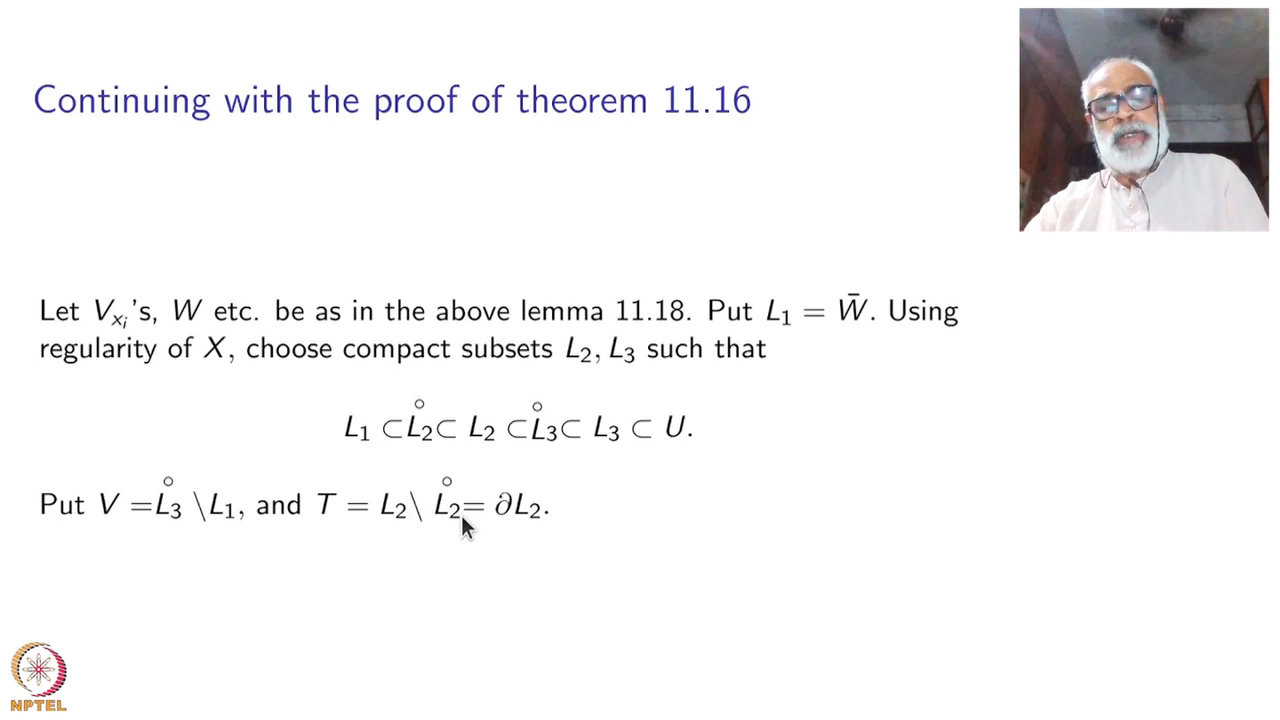 Continuing with the proof of theorem 11.16
Let Vₓᵢ's, W etc. be as in the above lemma 11.18. Put L₁ = W̄. Using
regularity of X, choose compact subsets L₂, L₃ such that
L₁ ⊂ L̊₂ ⊂ L₂ ⊂ L̊₃ ⊂ L₃ ⊂ U.
Put V = L̊₃ \ L₁, and T = L₂ \ L̊₂ = ∂L₂.
NPTEL